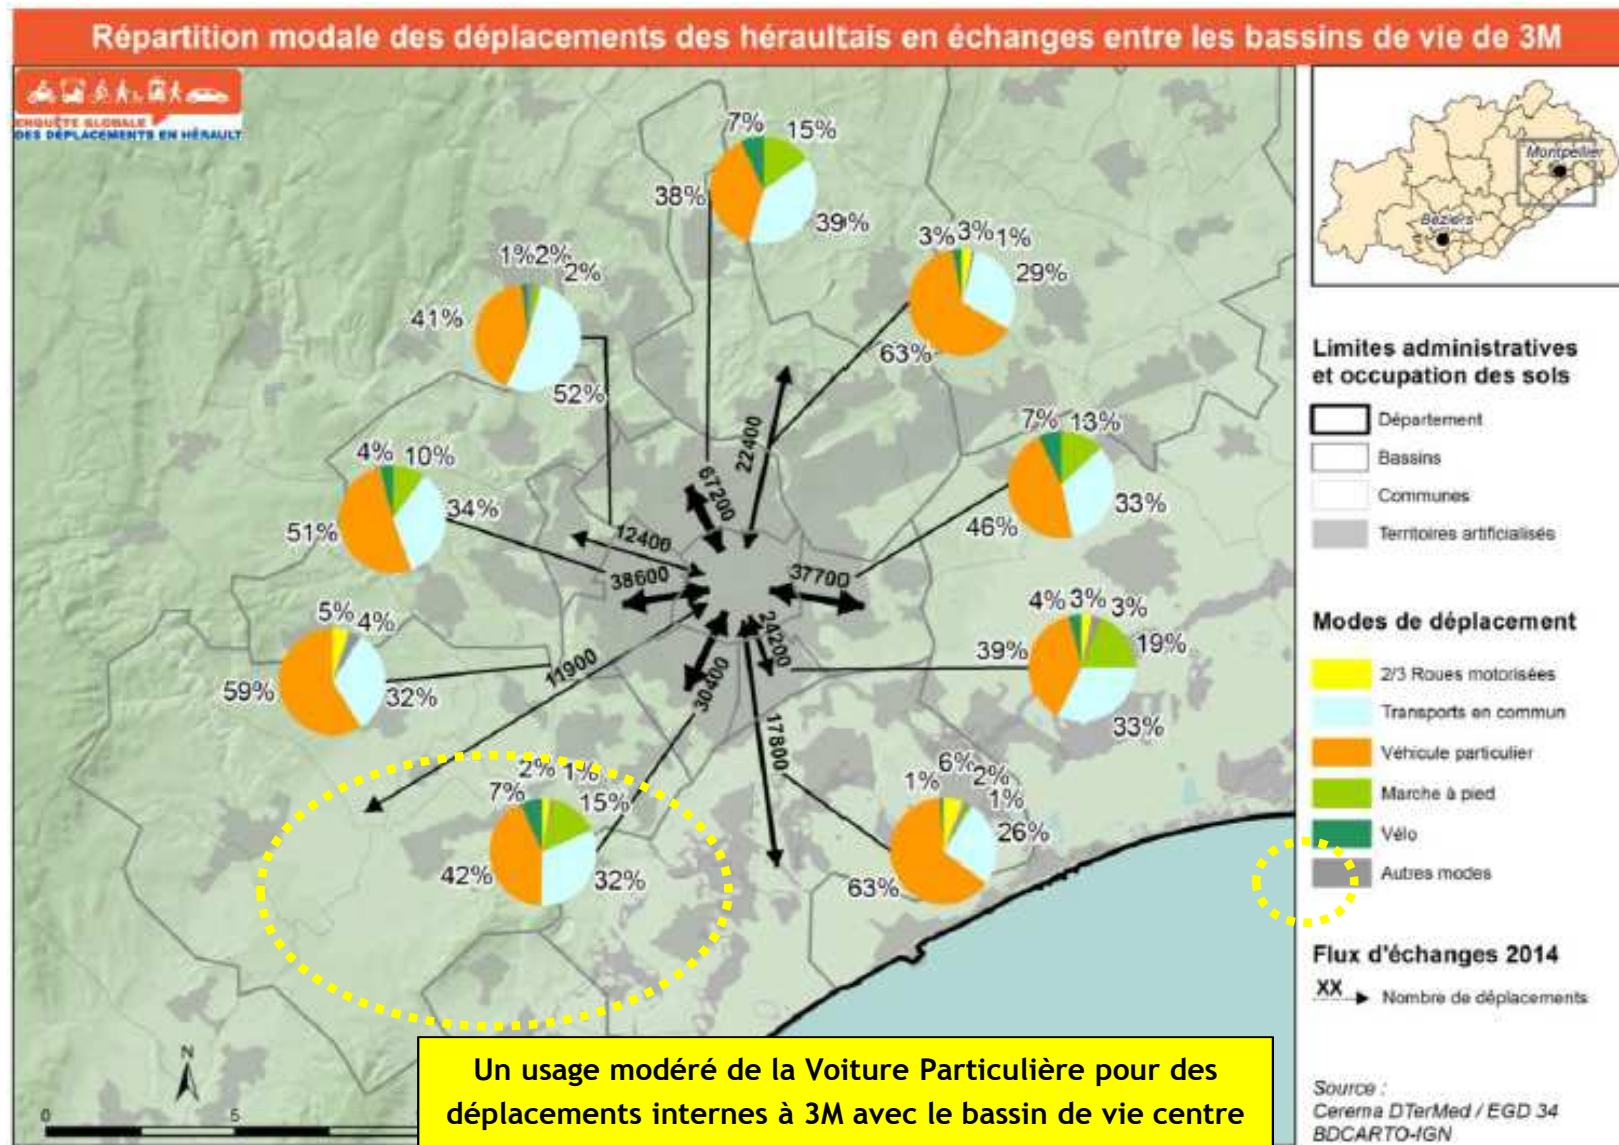 Répartition modale des déplacements des héraultais en échanges entre les bassins de vie de 3M
ENQUÊTE GLOBALE
DES DÉPLACEMENTS EN HÉRAULT
7% 15%
38% 39%
3% 3% 1%
29%
63%
1% 2%
2%
41%
52%
7% 13%
46% 33%
4% 10%
51% 34%
5% 4%
59% 32%
4% 3% 3%
39% 19%
33%
2% 1%
7% 15%
42% 32%
6%
1% 2%
1%
26%
63%
22400
67200
12400
38600
37700
24200
11900
30400
17800
N
0 5
Un usage modéré de la Voiture Particulière pour des
déplacements internes à 3M avec le bassin de vie centre
Montpellier
Béziers
Limites administratives
et occupation des sols
Département
Bassins
Communes
Territoires artificialisés
Modes de déplacement
2/3 Roues motorisées
Transports en commun
Véhicule particulier
Marche à pied
Vélo
Autres modes
Flux d'échanges 2014
XX
Nombre de déplacements
Source :
Cerema DTerMed / EGD 34
BDCARTO-IGN